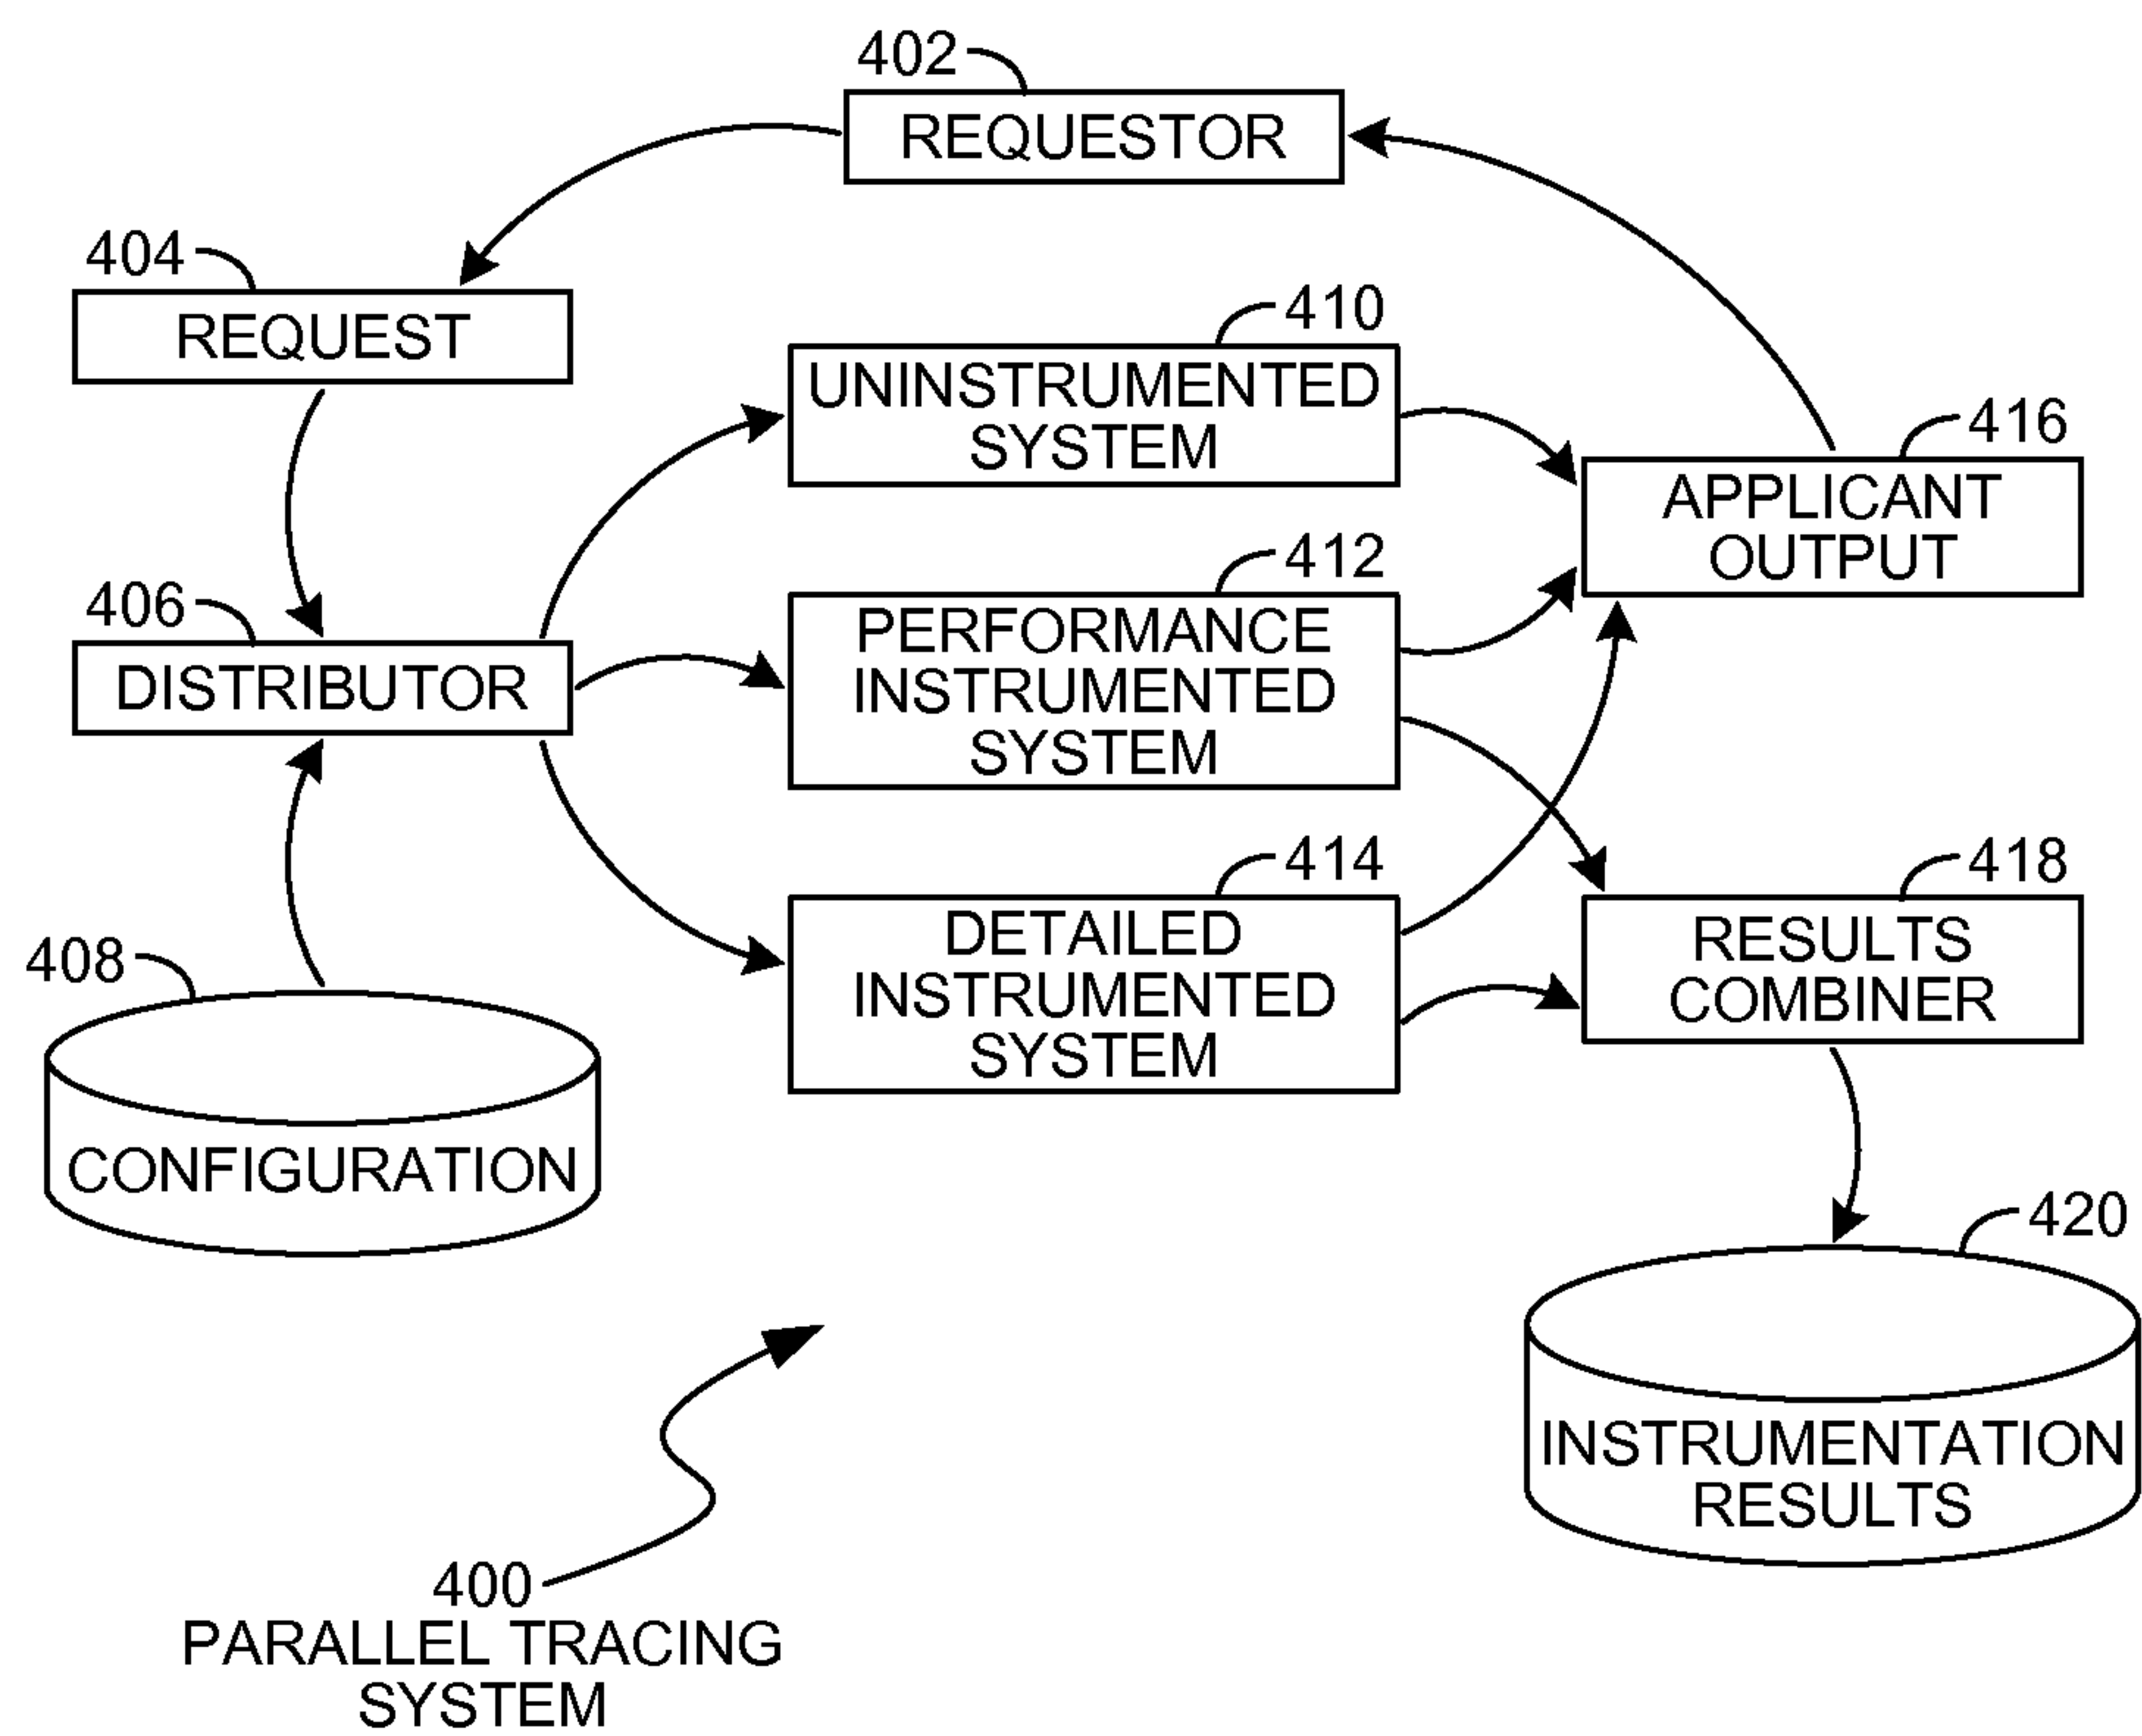 402
REQUESTOR
404
REQUEST
410
UNINSTRUMENTED
SYSTEM
416
APPLICANT
OUTPUT
406
DISTRIBUTOR
412
PERFORMANCE
INSTRUMENTED
SYSTEM
408
CONFIGURATION
414
DETAILED
INSTRUMENTED
SYSTEM
418
RESULTS
COMBINER
420
INSTRUMENTATION
RESULTS
400
PARALLEL TRACING
SYSTEM